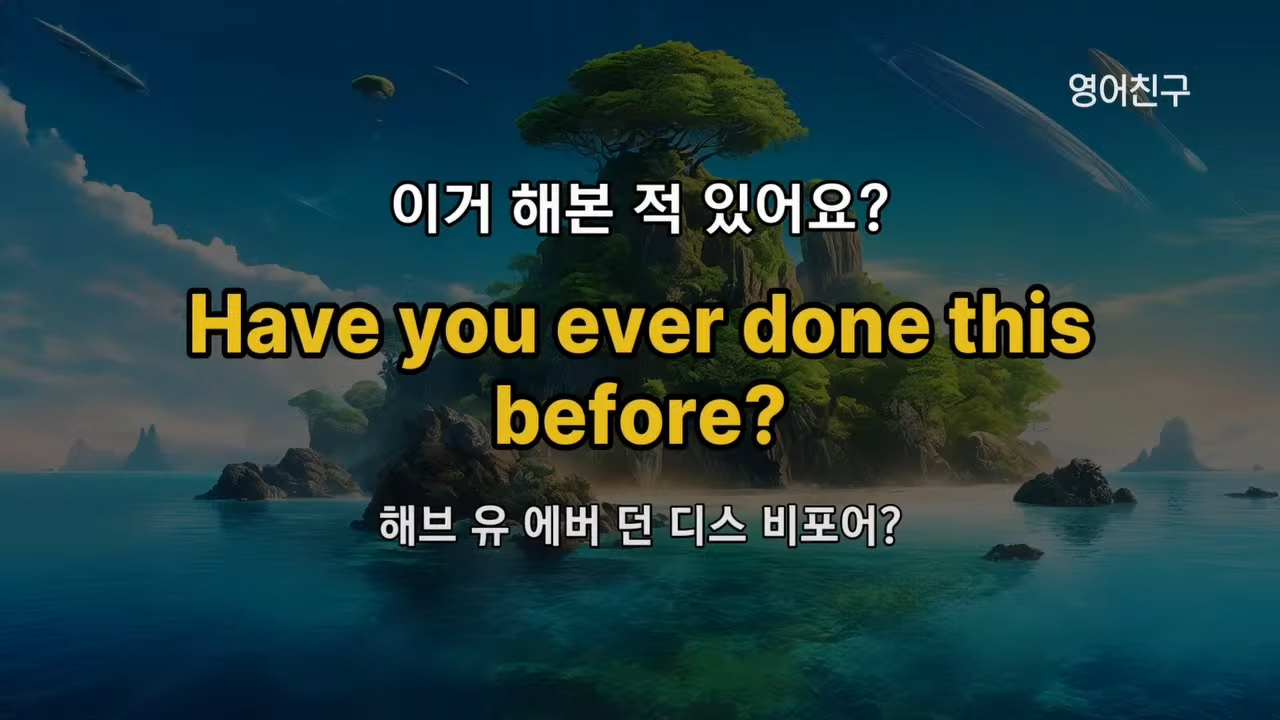 영어친구
이거 해본 적 있어요?
Have you ever done this
before?
해브 유 에버 던 디스 비포어?